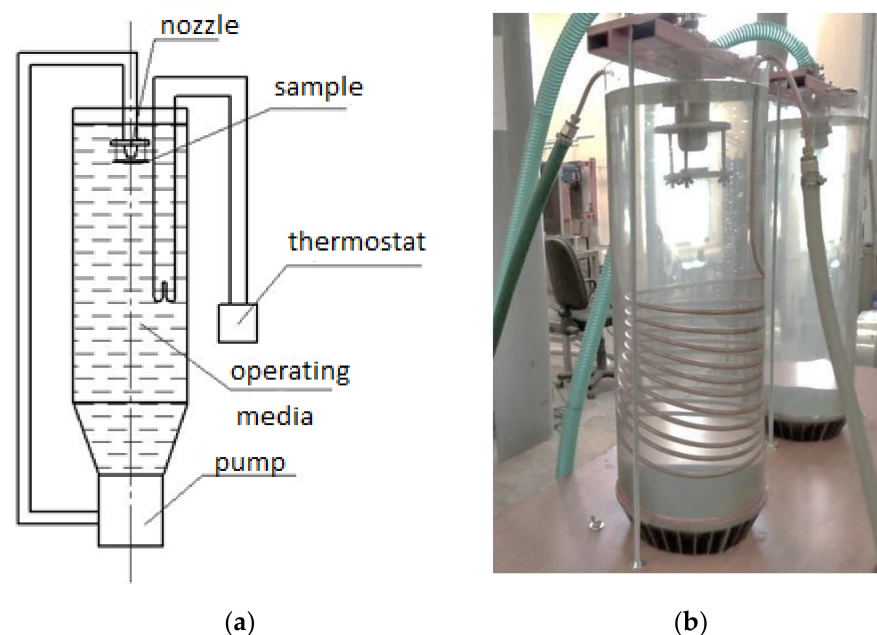 nozzle
sample
thermostat
operating
media
pump
(a)
(b)